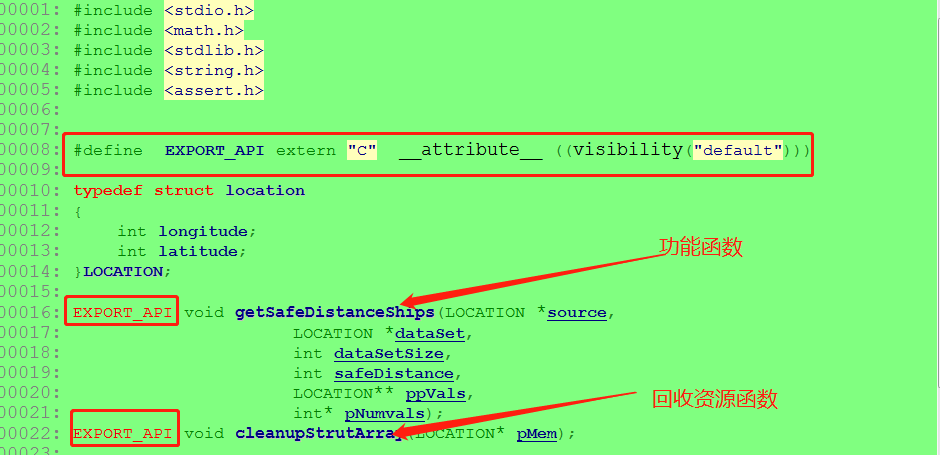 00001: #include <stdio.h>
00002: #include <math.h>
00003: #include <stdlib.h>
00004: #include <string.h>
00005: #include <assert.h>
00006:
00007:
00008: #define EXPORT_API extern "C" __attribute__ ((visibility("default")))
00009:
00010: typedef struct location
00011: {
00012: int longitude;
00013: int latitude;
00014: }LOCATION;
功能函数
00015:
00016: EXPORT_API void getSafeDistanceShips(LOCATION *source,
00017: LOCATION *dataSet,
00018: int dataSetSize,
00019: int safeDistance,
00020: LOCATION** ppVals,
回收资源函数
00021: int* pNumvals);
00022: EXPORT_API void cleanupStrutArray(LOCATION* pMem);
00023: